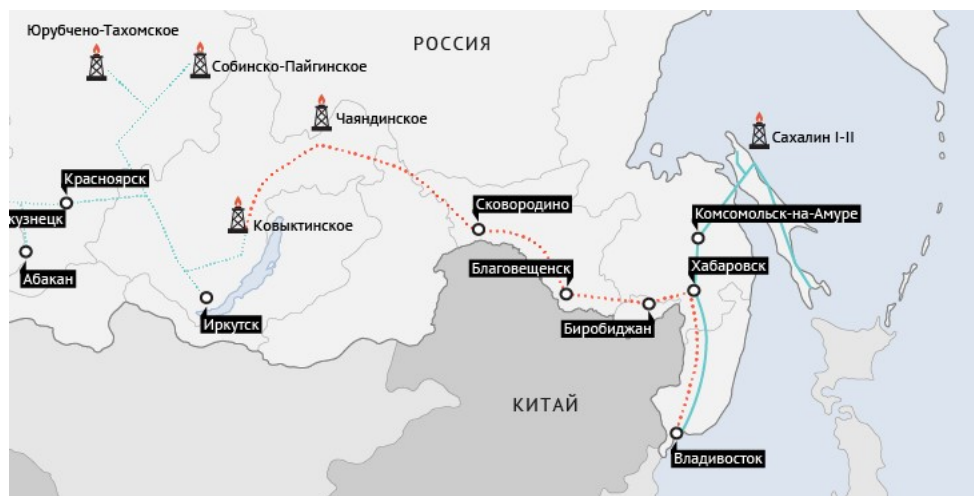 Юрубчено-Тахомское
РОССИЯ
Собинско-Пайгинское
Чаяндинское
Сахалин I-II
Красноярск
кузнецк
Ковыктинское
Сковородино
Комсомольск-на-Амуре
Абакан
Благовещенск
Хабаровск
Иркутск
Биробиджан
КИТАЙ
Владивосток